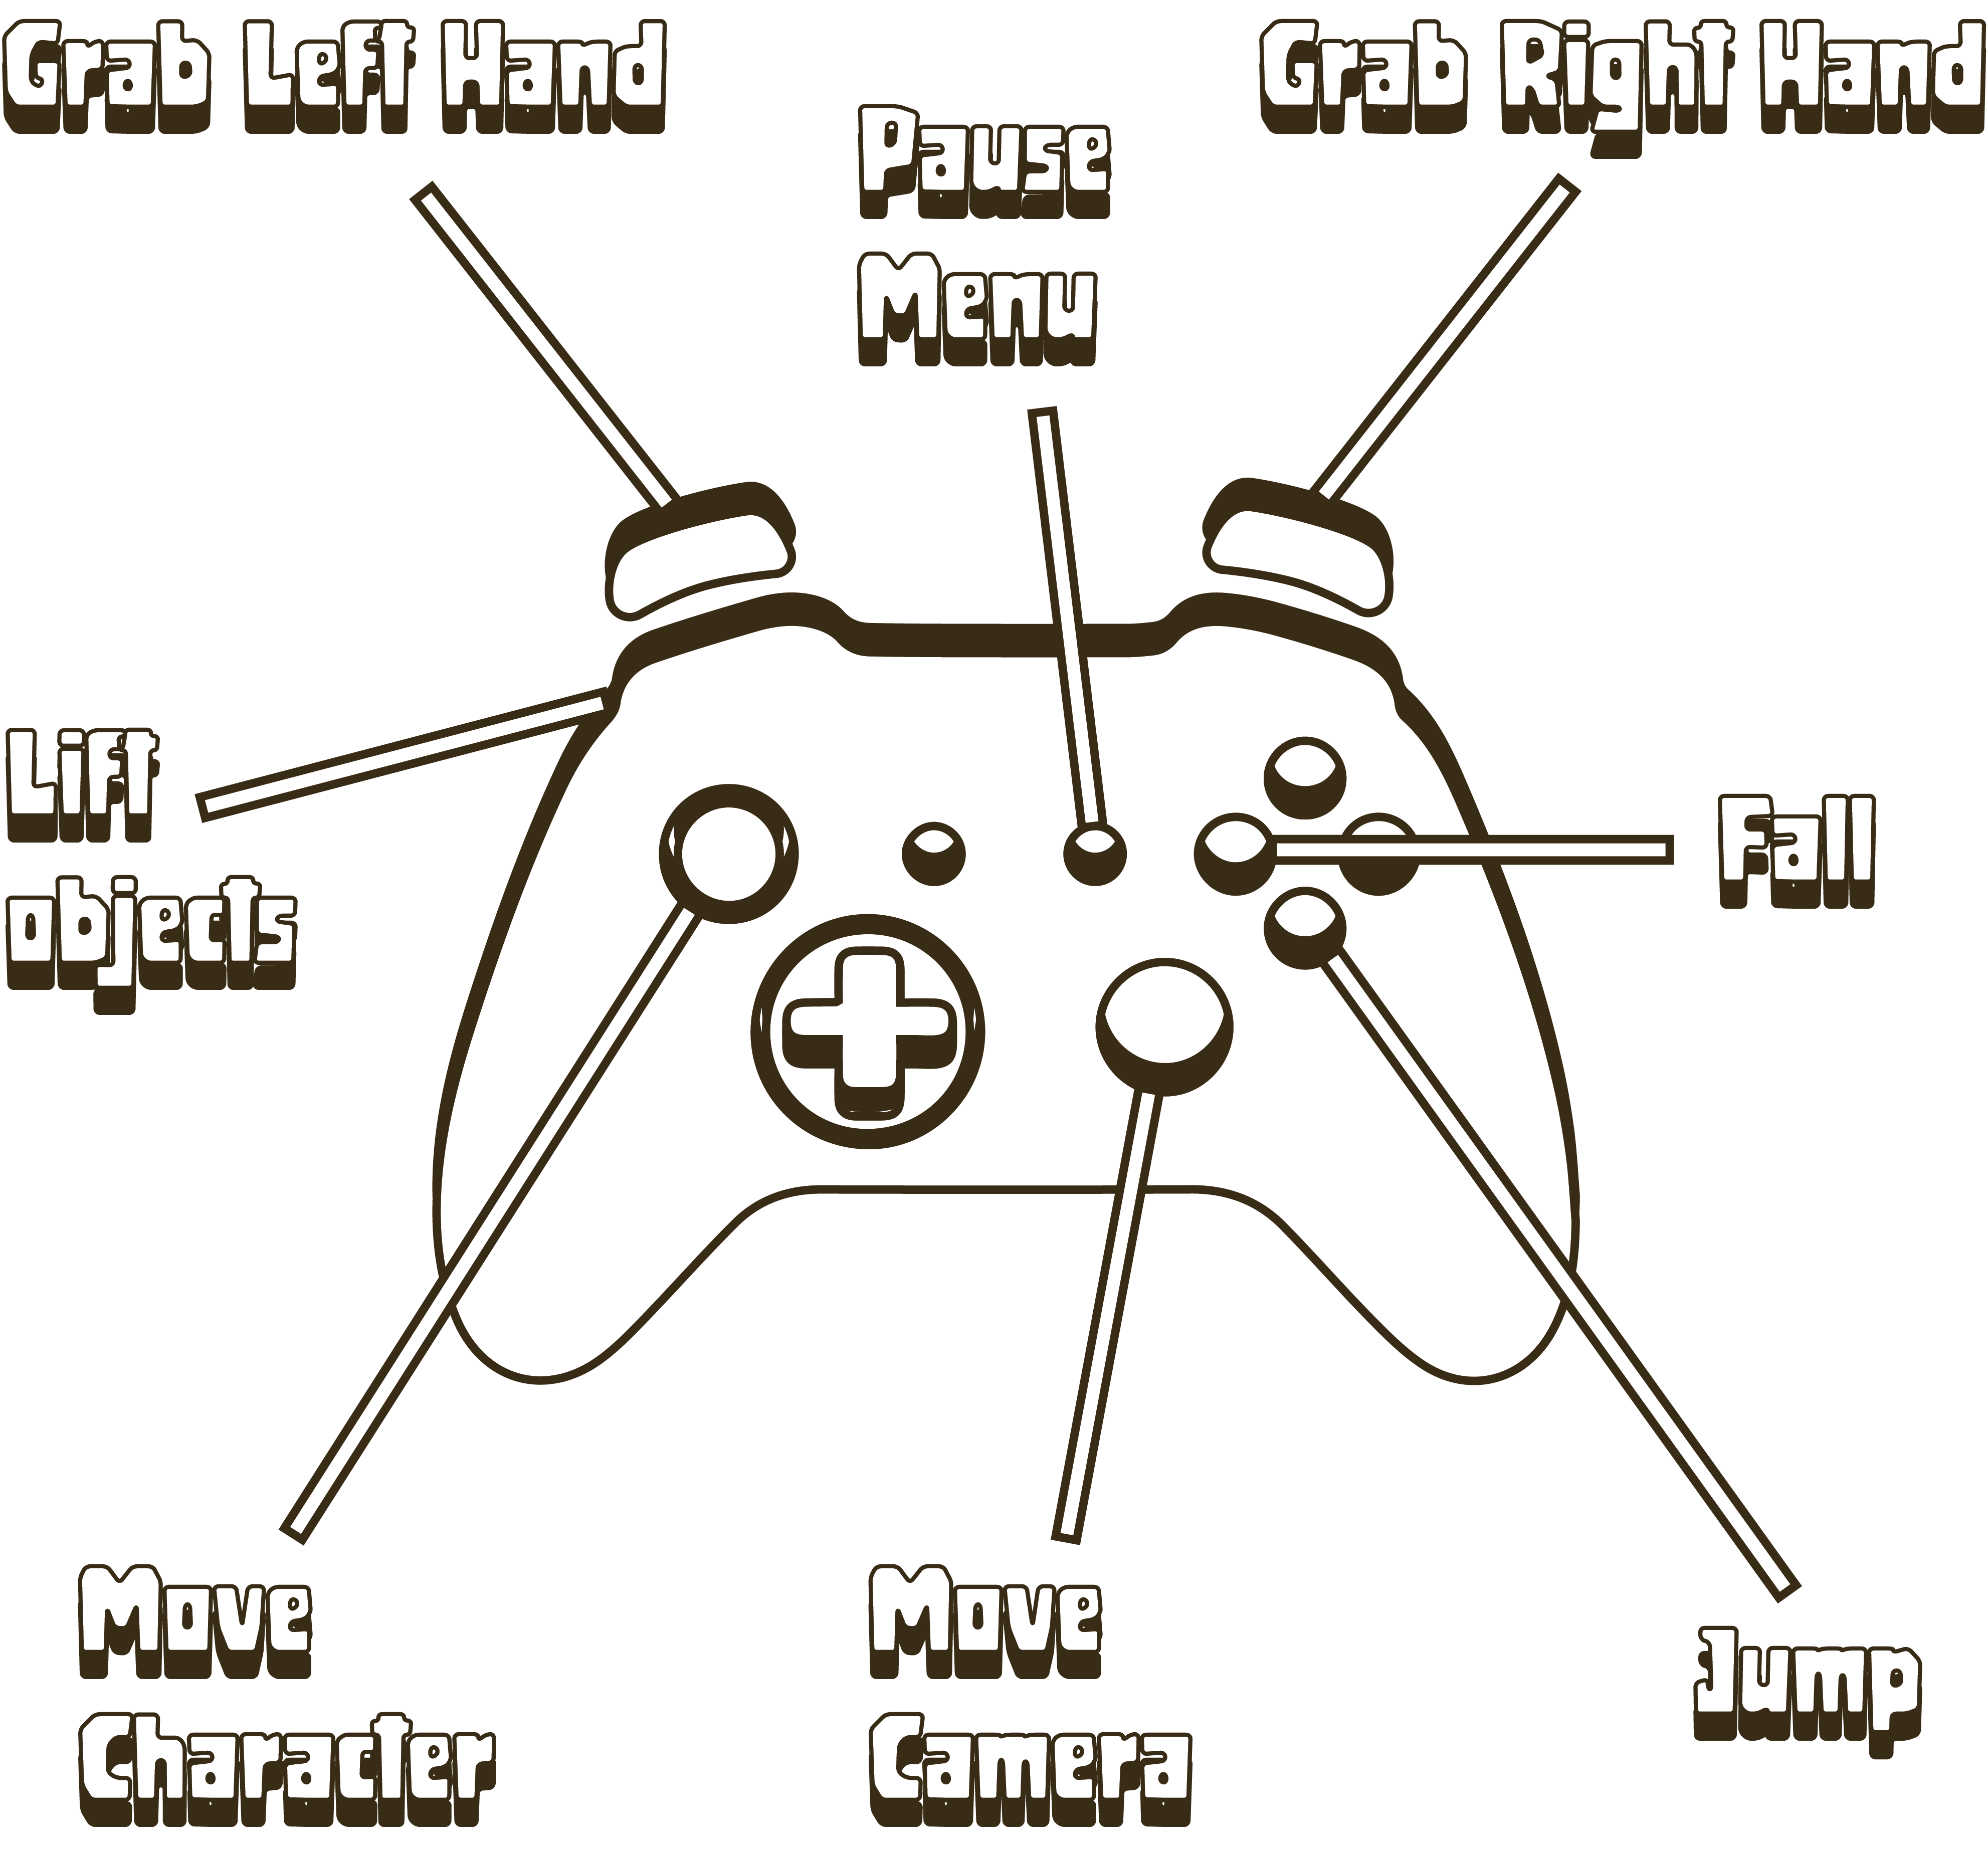 Grab Left Hand
Grab Right Hand
Pause
Menu
Lift
objects
Fall
Move
Character
Move
Camera
Jump